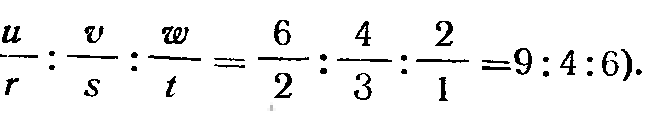 u/r : v/s : w/t = 6/2 : 4/3 : 2/1 =9:4:6).